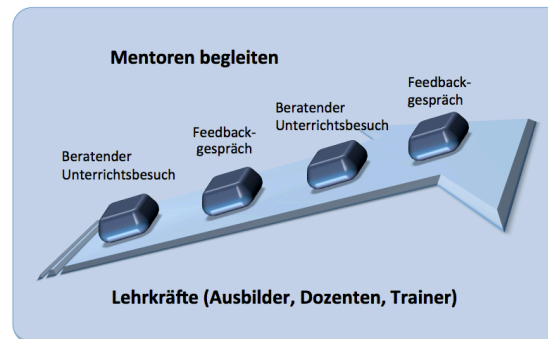 Mentoren begleiten
Beratender
Unterrichtsbesuch
Feedback-
gespräch
Beratender
Unterrichtsbesuch
Feedback-
gespräch
Lehrkräfte (Ausbilder, Dozenten, Trainer)